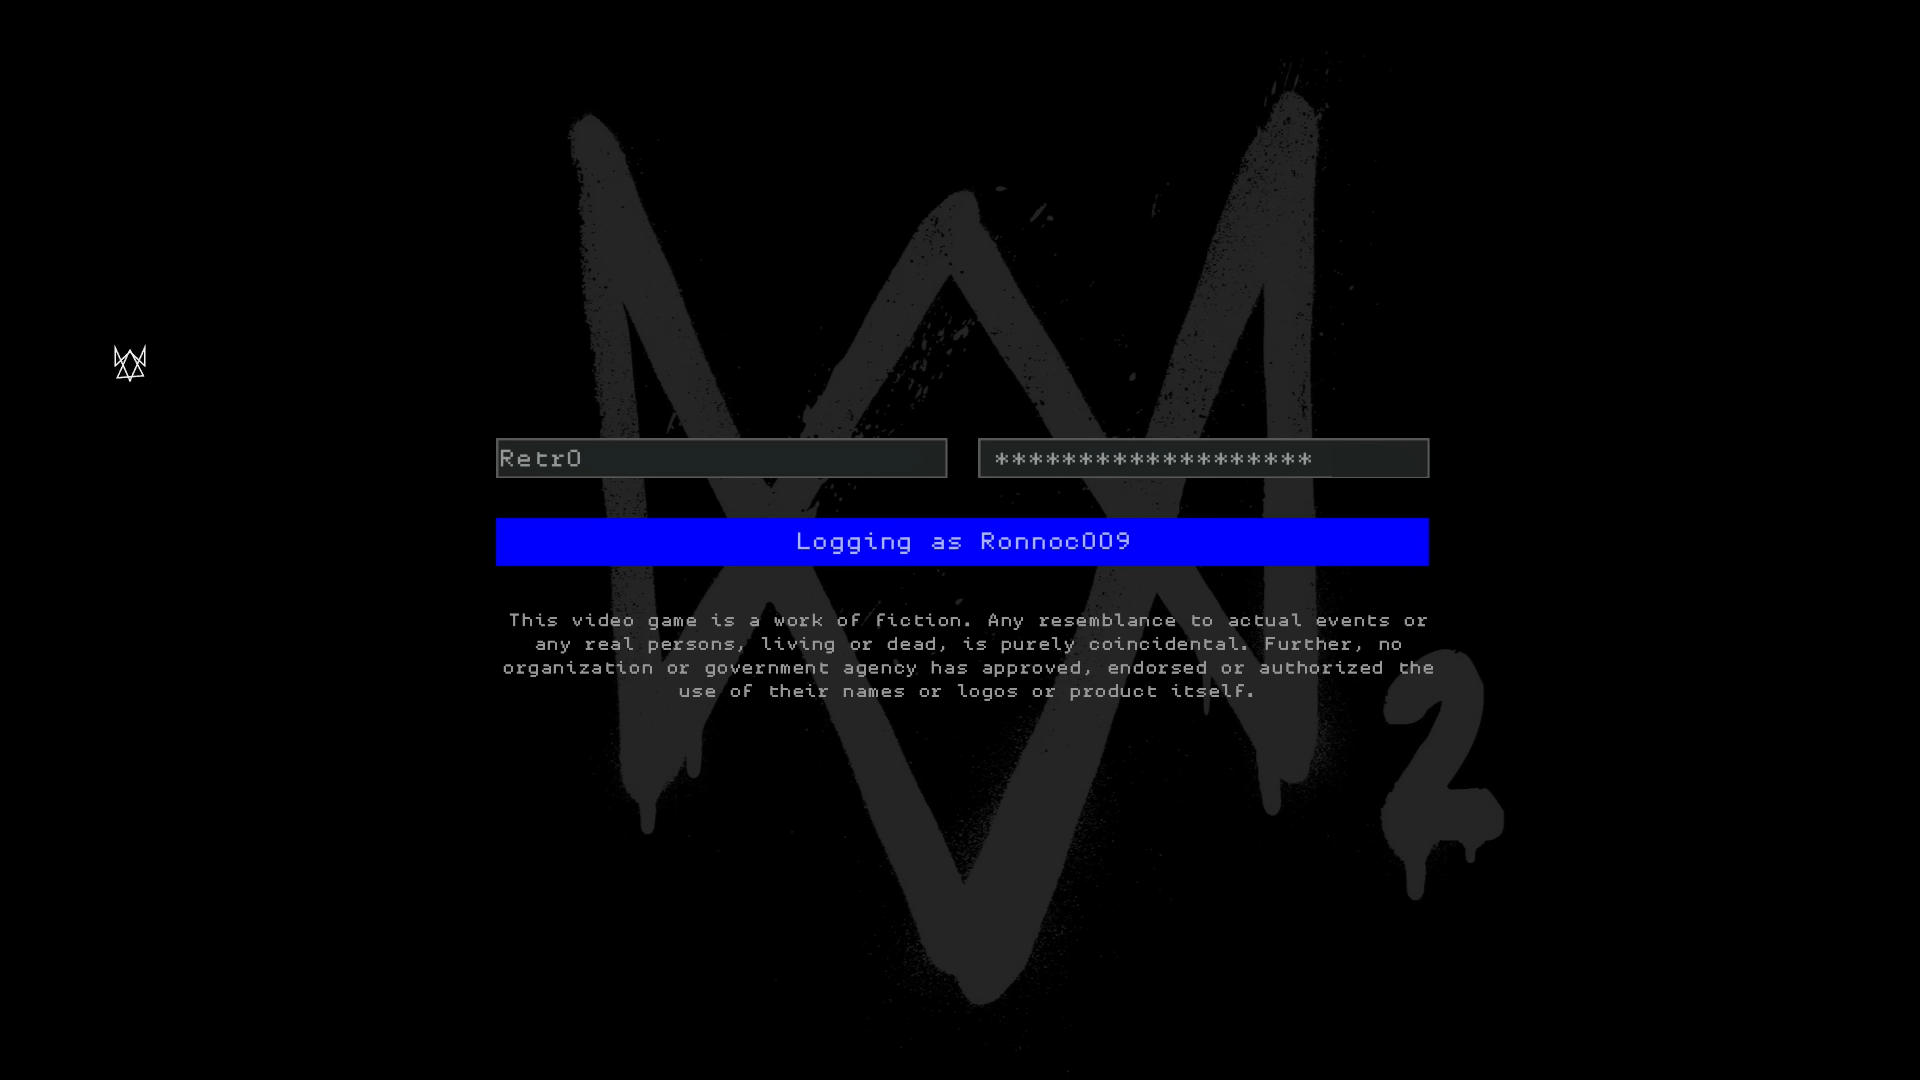 Retr0
*******************
Logging as Ronnoc009
This video game is a work of fiction. Any resemblance to actual events or
any real persons, living or dead, is purely coincidental. Further, no
organization or government agency has approved, endorsed or authorized the
use of their names or logos or product itself.
2